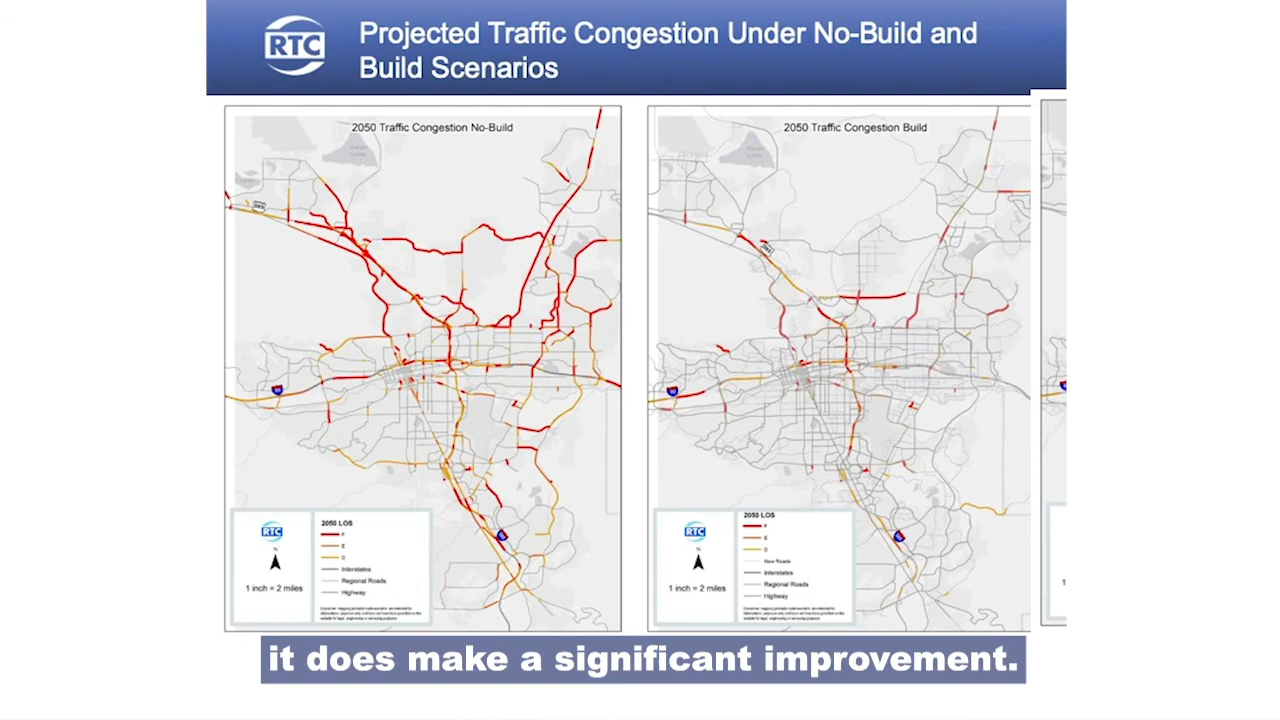 RTC
Projected Traffic Congestion Under No-Build and
Build Scenarios
2050 Traffic Congestion No-Build
2050 Traffic Congestion Build
RTC
N
1 inch = 2 miles
2050 LOS
F
E
D
Interstates
Regional Roads
Highway
RTC
N
1 inch = 2 miles
2050 LOS
F
E
D
New Roads
Interstates
Regional Roads
Highway
1
it does make a significant improvement.